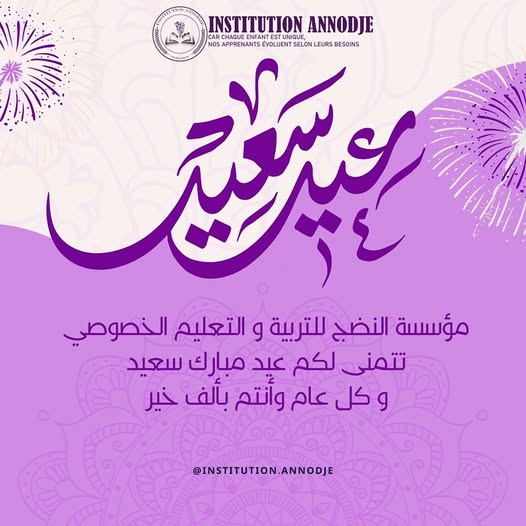 INSTITUTION ANNODJE
CAR CHAQUE ENFANT EST UNIQUE,
NOS APPRENANTS ÉVOLUENT SELON LEURS BESOINS
عيد سعيد
مؤسسة النضج للتربية و التعليم الخصوصي
تتمنى لكم عيد مبارك سعيد
و كل عام وأنتم بألف خير
@INSTITUTION.ANNODJE